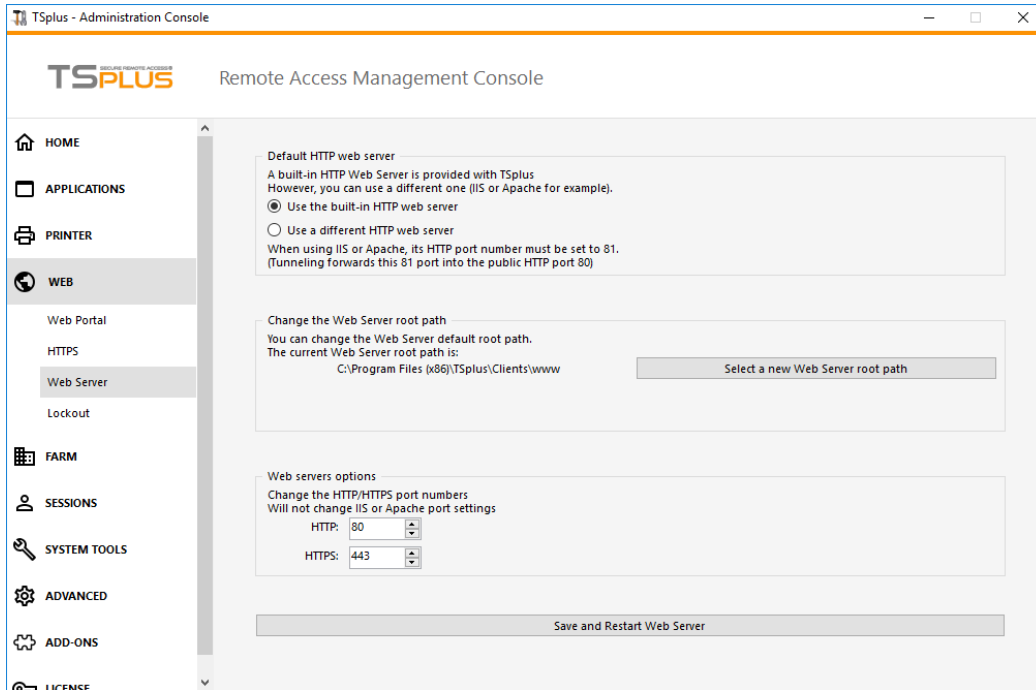 TSplus - Administration Console
SECURE REMOTE ACCESS®
TSPLUS
Remote Access Management Console
HOME
APPLICATIONS
PRINTER
WEB
Web Portal
HTTPS
Web Server
Lockout
FARM
SESSIONS
SYSTEM TOOLS
ADVANCED
ADD-ONS
LICENSE
Default HTTP web server
A built-in HTTP Web Server is provided with TSplus
However, you can use a different one (IIS or Apache for example).
Use the built-in HTTP web server
Use a different HTTP web server
When using IIS or Apache, its HTTP port number must be set to 81.
(Tunneling forwards this 81 port into the public HTTP port 80)
Change the Web Server root path
You can change the Web Server default root path.
The current Web Server root path is:
C:\Program Files (x86)\TSplus\Clients\www
Select a new Web Server root path
Web servers options
Change the HTTP/HTTPS port numbers
Will not change IIS or Apache port settings
HTTP: 80
HTTPS: 443
Save and Restart Web Server